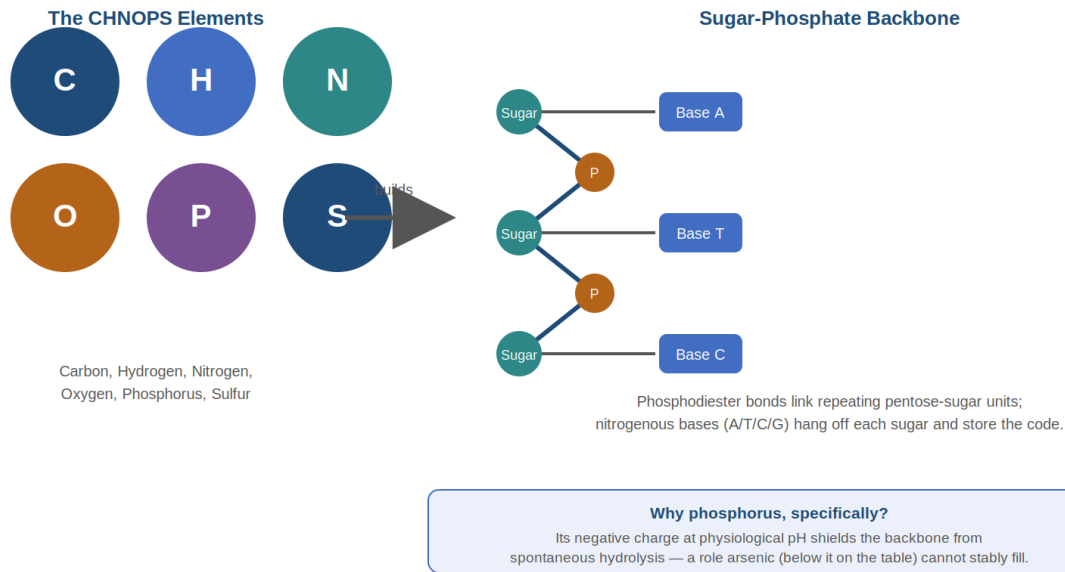 The CHNOPS Elements
C
H
N
O
P
S
builds
Carbon, Hydrogen, Nitrogen,
Oxygen, Phosphorus, Sulfur
Sugar-Phosphate Backbone
Sugar
Base A
P
Sugar
Base T
P
Sugar
Base C
Phosphodiester bonds link repeating pentose-sugar units;
nitrogenous bases (A/T/C/G) hang off each sugar and store the code.
Why phosphorus, specifically?
Its negative charge at physiological pH shields the backbone from
spontaneous hydrolysis — a role arsenic (below it on the table) cannot stably fill.